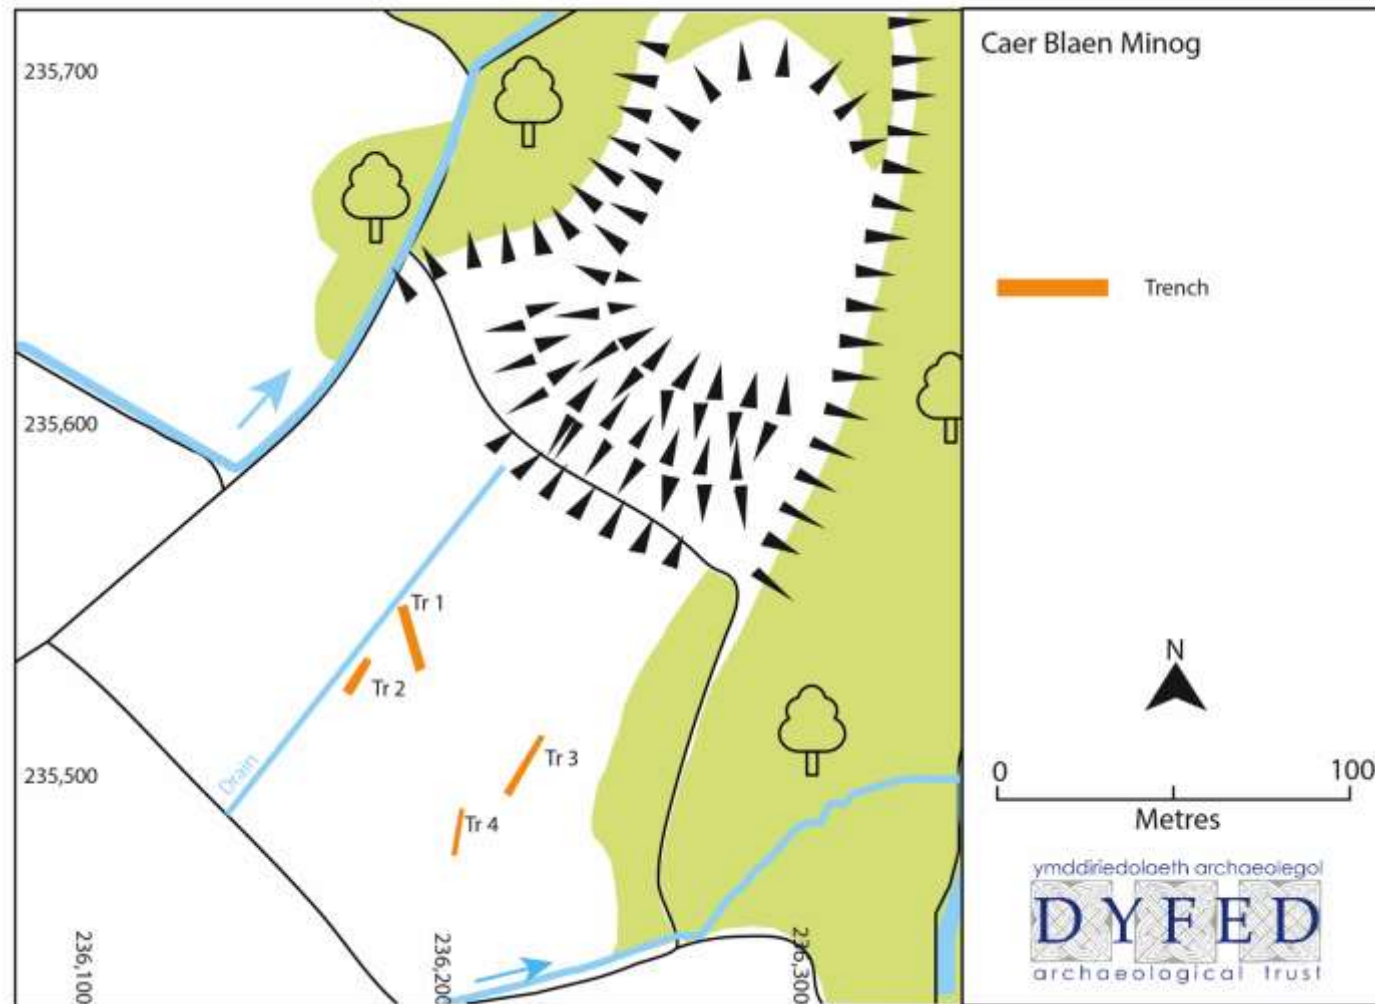 235,700
235,600
Tr 1
Tr 2
Tr 3
Drain
235,500
Tr 4
236,100
236,200
236,300
Caer Blaen Minog
Trench
N
0 100
Metres
ymddiriedolaeth archaeolegol
DYFED
archaeological trust